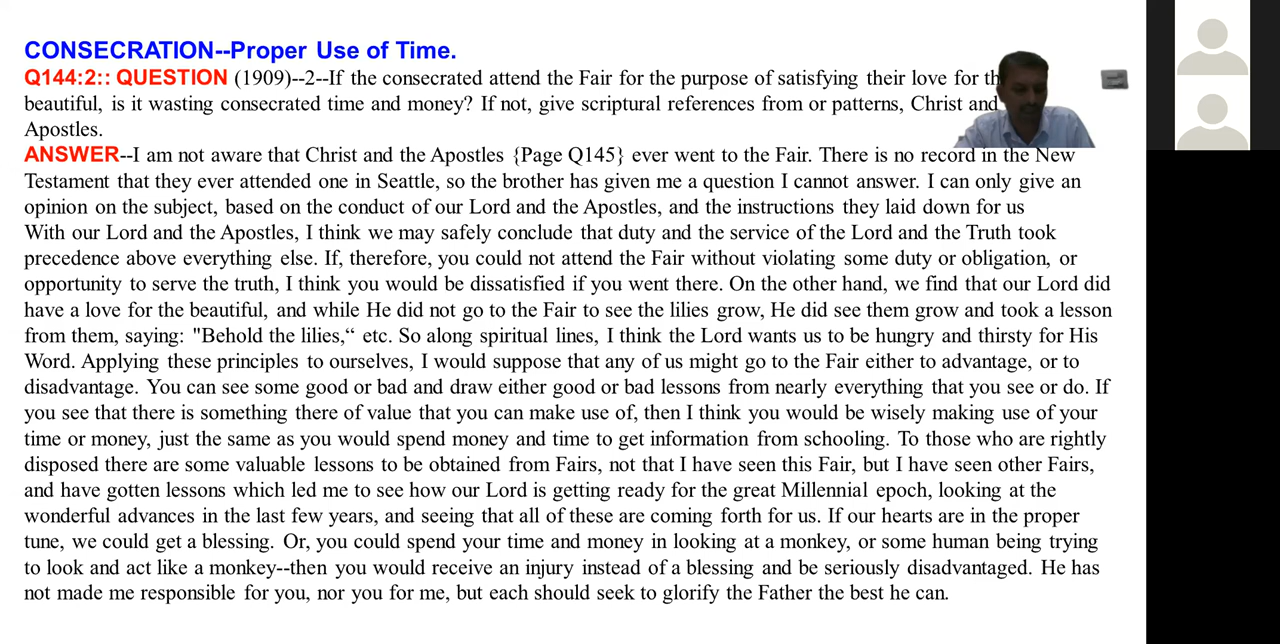 CONSECRATION--Proper Use of Time.
Q144:2:: QUESTION (1909)--2--If the consecrated attend the Fair for the purpose of satisfying their love for th
beautiful, is it wasting consecrated time and money? If not, give scriptural references from or patterns, Christ and
Apostles.
ANSWER--I am not aware that Christ and the Apostles {Page Q145} ever went to the Fair. There is no record in the New
Testament that they ever attended one in Seattle, so the brother has given me a question I cannot answer. I can only give an
opinion on the subject, based on the conduct of our Lord and the Apostles, and the instructions they laid down for us
With our Lord and the Apostles, I think we may safely conclude that duty and the service of the Lord and the Truth took
precedence above everything else. If, therefore, you could not attend the Fair without violating some duty or obligation, or
opportunity to serve the truth, I think you would be dissatisfied if you went there. On the other hand, we find that our Lord did
have a love for the beautiful, and while He did not go to the Fair to see the lilies grow, He did see them grow and took a lesson
from them, saying: "Behold the lilies,“ etc. So along spiritual lines, I think the Lord wants us to be hungry and thirsty for His
Word. Applying these principles to ourselves, I would suppose that any of us might go to the Fair either to advantage, or to
disadvantage. You can see some good or bad and draw either good or bad lessons from nearly everything that you see or do. If
you see that there is something there of value that you can make use of, then I think you would be wisely making use of your
time or money, just the same as you would spend money and time to get information from schooling. To those who are rightly
disposed there are some valuable lessons to be obtained from Fairs, not that I have seen this Fair, but I have seen other Fairs,
and have gotten lessons which led me to see how our Lord is getting ready for the great Millennial epoch, looking at the
wonderful advances in the last few years, and seeing that all of these are coming forth for us. If our hearts are in the proper
tune, we could get a blessing. Or, you could spend your time and money in looking at a monkey, or some human being trying
to look and act like a monkey--then you would receive an injury instead of a blessing and be seriously disadvantaged. He has
not made me responsible for you, nor you for me, but each should seek to glorify the Father the best he can.